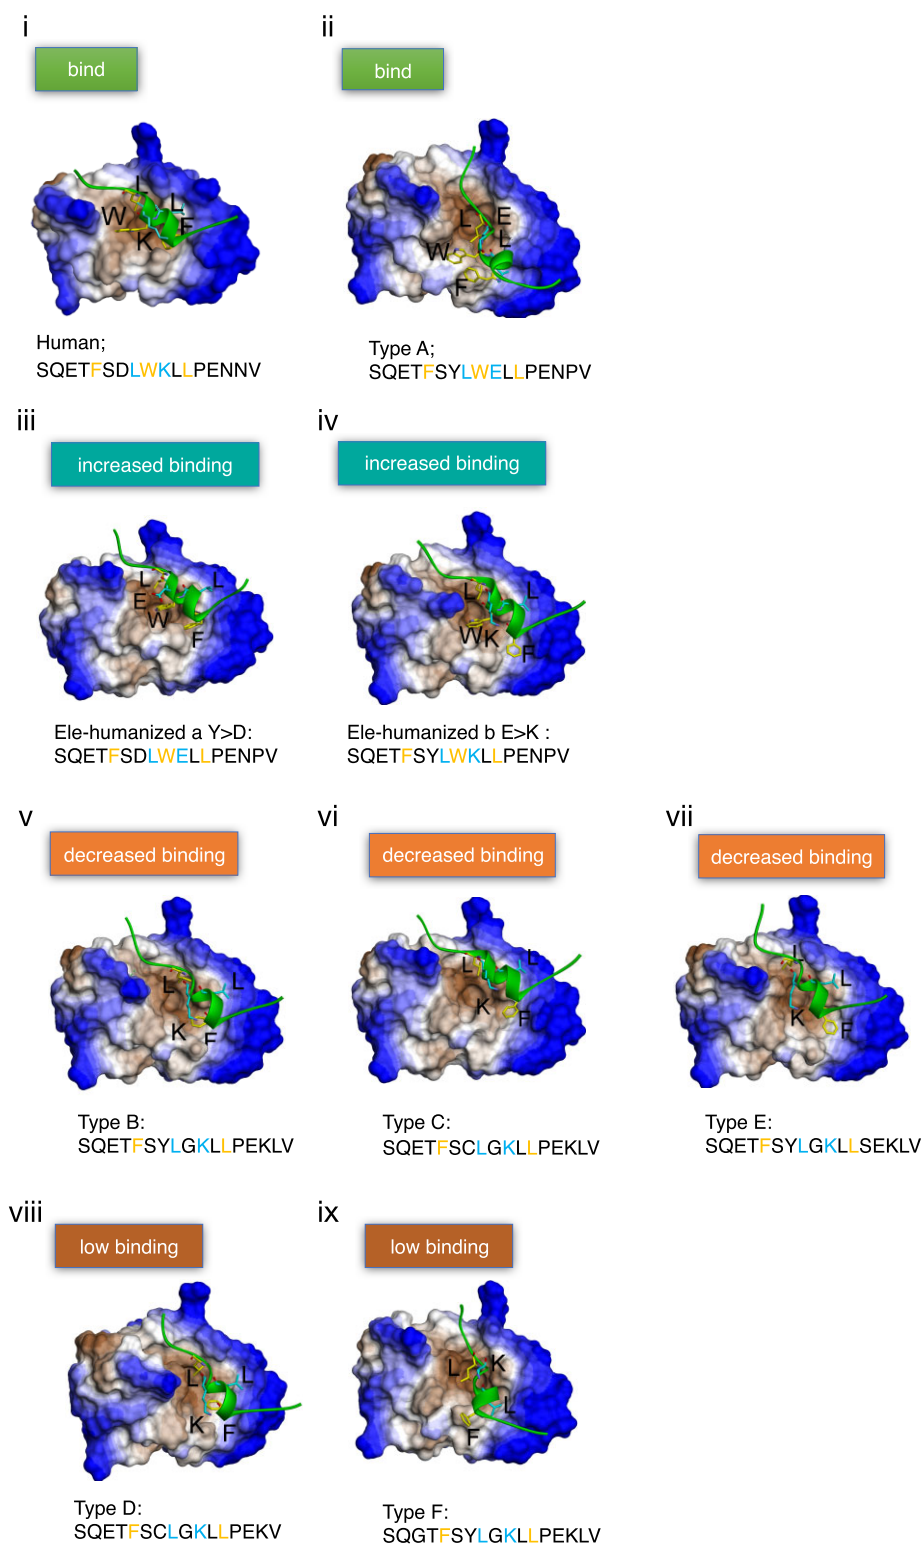 i
ii
bind
bind
L
L
W
F
K
L
E
L
W
F
Human;
SQETFSDLWKLLPENNV
Type A;
SQETFSYLWELLPENPV
iii
iv
increased binding
increased binding
L
L
E
W
F
L
L
W
K
F
Ele-humanized a Y>D:
SQETFSDLWELLPENPV
Ele-humanized b E>K :
SQETFSYLWKLLPENPV
v
vi
vii
decreased binding
decreased binding
decreased binding
L
L
K
F
L
L
K
F
L
L
K
F
Type B:
SQETFSYLGKLLPEKLV
Type C:
SQETFSCLGKLLPEKLV
Type E:
SQETFSYLGKLLSEKLV
viii
ix
low binding
low binding
L
L
K
F
L
K
L
F
Type D:
SQETFSCLGKLLPEKV
Type F:
SQGTFSYLGKLLPEKLV